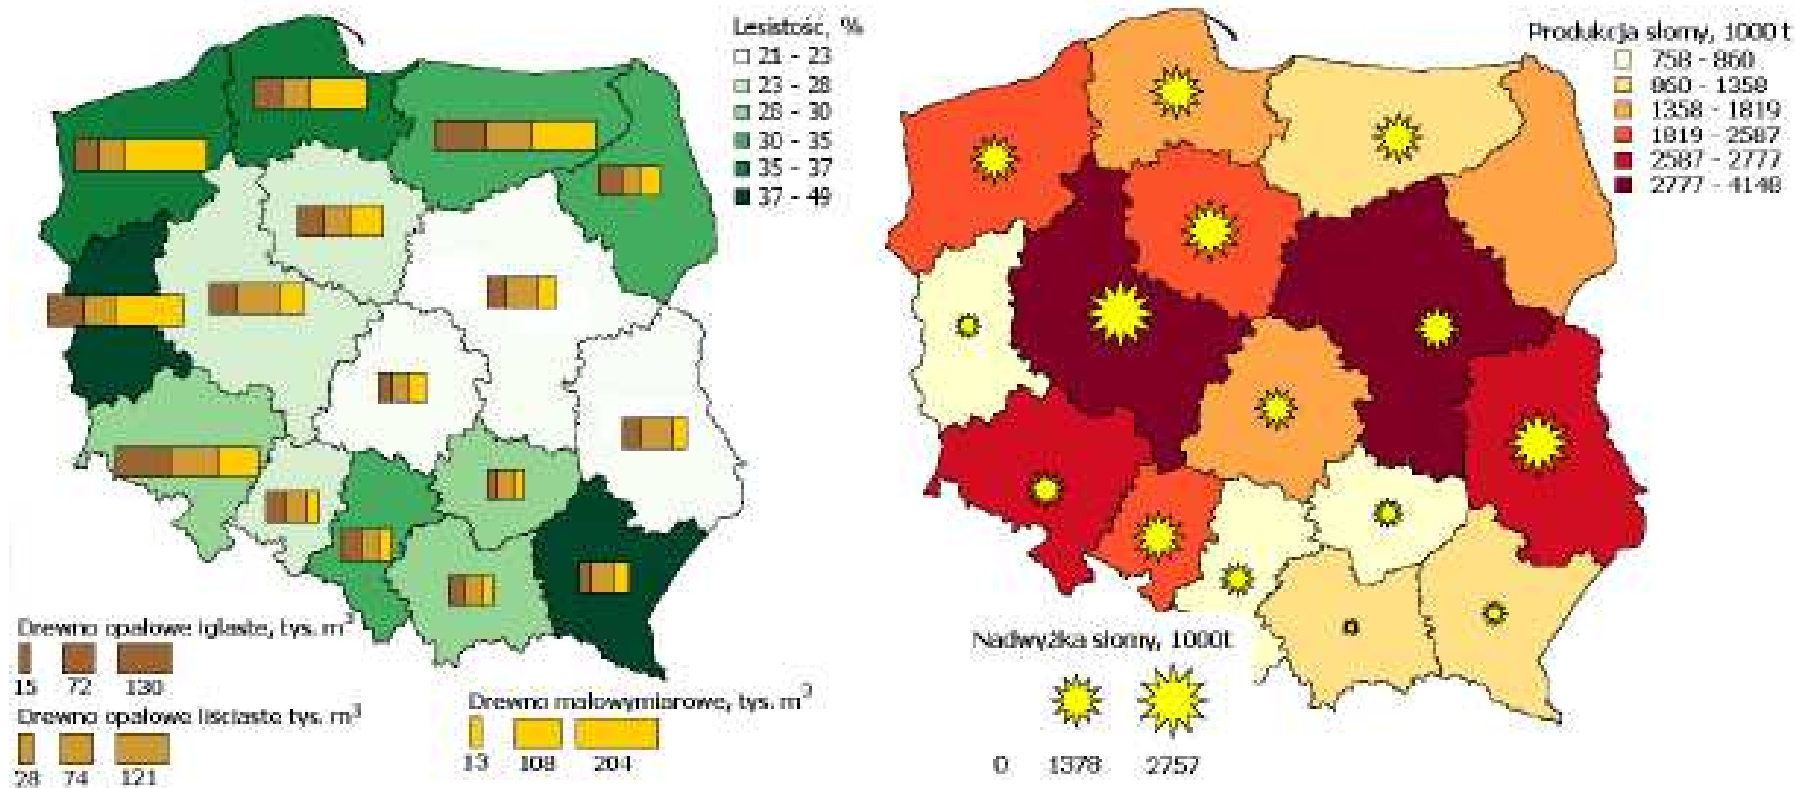 Lesistość, %
21 - 23
23 - 28
28 - 30
30 - 35
35 - 37
37 - 49
Drewno opałowe iglaste, tys. m³
15 72 130
Drewno opałowe liściaste tys. m³
28 74 121
Drewno małowymiarowe, tys. m³
13 108 204
Produkcja słomy, 1000 t
758 - 860
860 - 1358
1358 - 1819
1819 - 2587
2587 - 2777
2777 - 4148
Nadwyżka słomy, 1000t
0 1378 2757